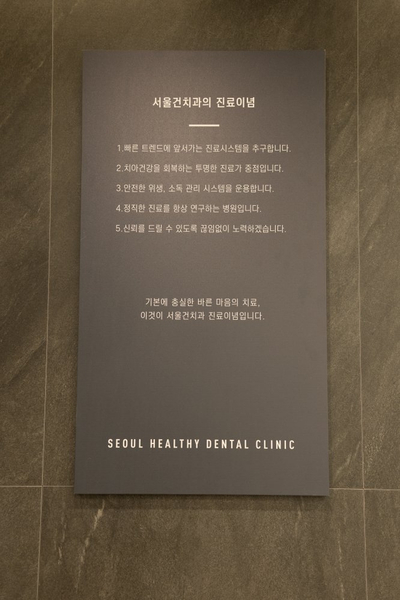 서울건치과의 진료이념
1.빠른 트렌드에 앞서가는 진료시스템을 추구합니다.
2.치아건강을 회복하는 투명한 진료가 중점입니다.
3.안전한 위생, 소독 관리 시스템을 운용합니다.
4.정직한 진료를 항상 연구하는 병원입니다.
5.신뢰를 드릴 수 있도록 끊임없이 노력하겠습니다.
기본에 충실한 바른 마음의 치료,
이것이 서울건치과 진료이념입니다.
SEOUL HEALTHY DENTAL CLINIC